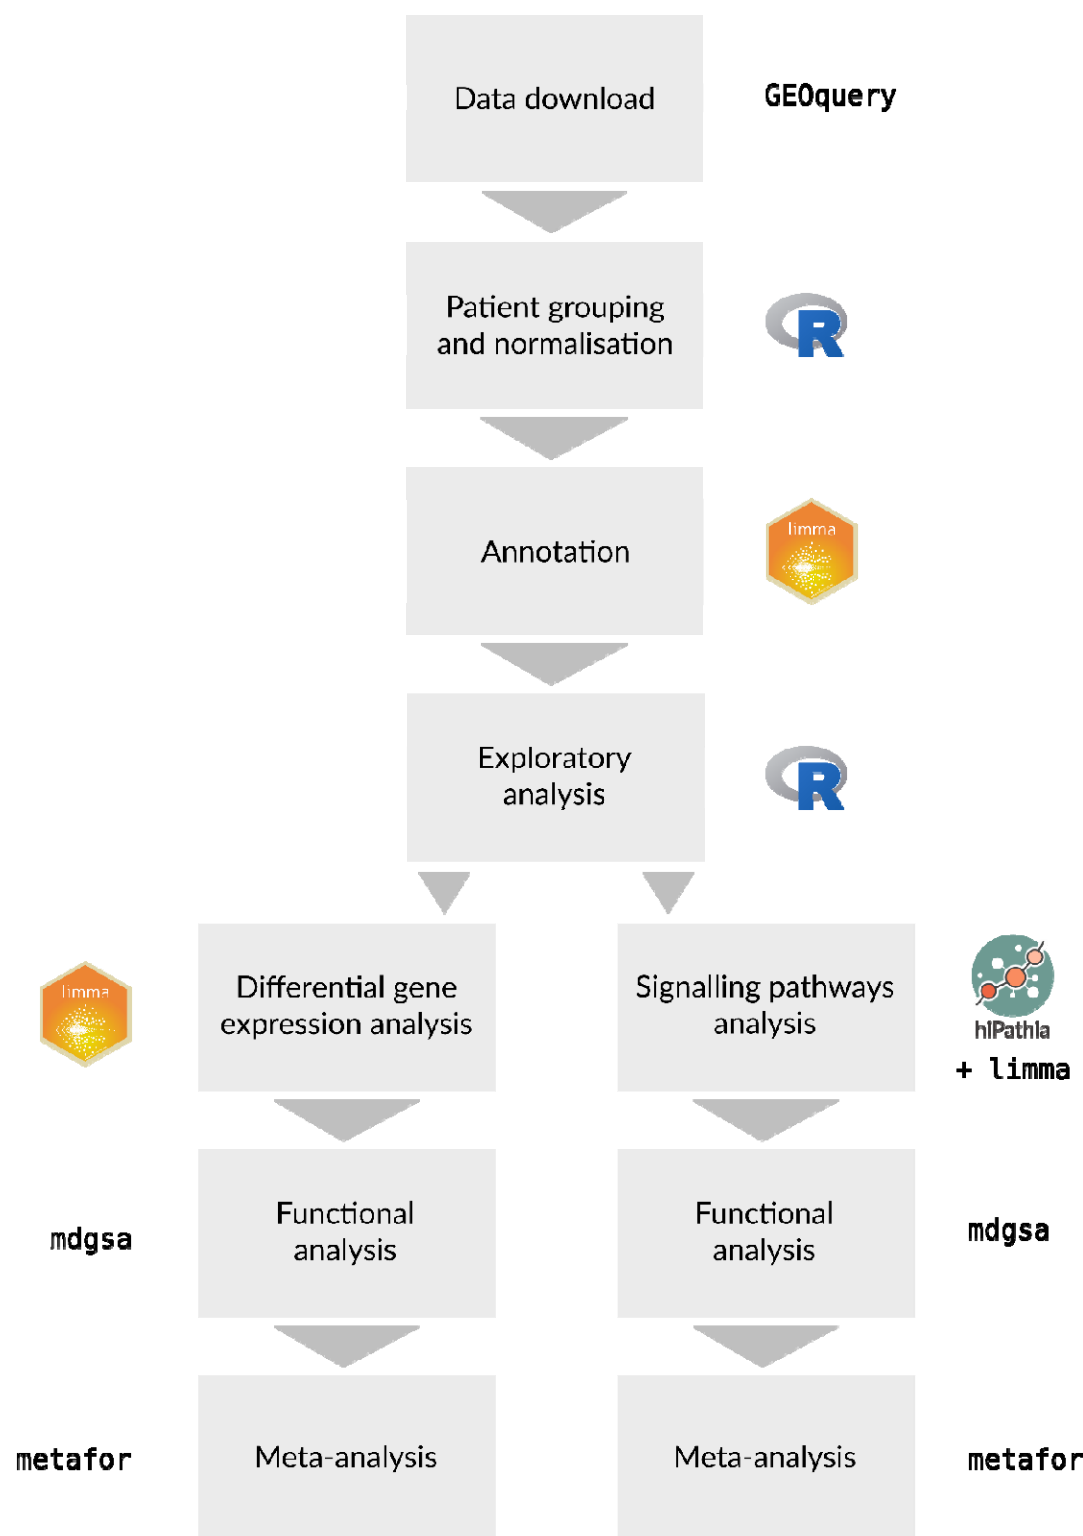 Data download
GEOquery
Patient grouping
and normalisation
R
Annotation
limma
Exploratory
analysis
R
limma
Differential gene
expression analysis
Signalling pathways
analysis
hiPathia
+ limma
mdgsa
Functional
analysis
Functional
analysis
mdgsa
metafor
Meta-analysis
Meta-analysis
metafor